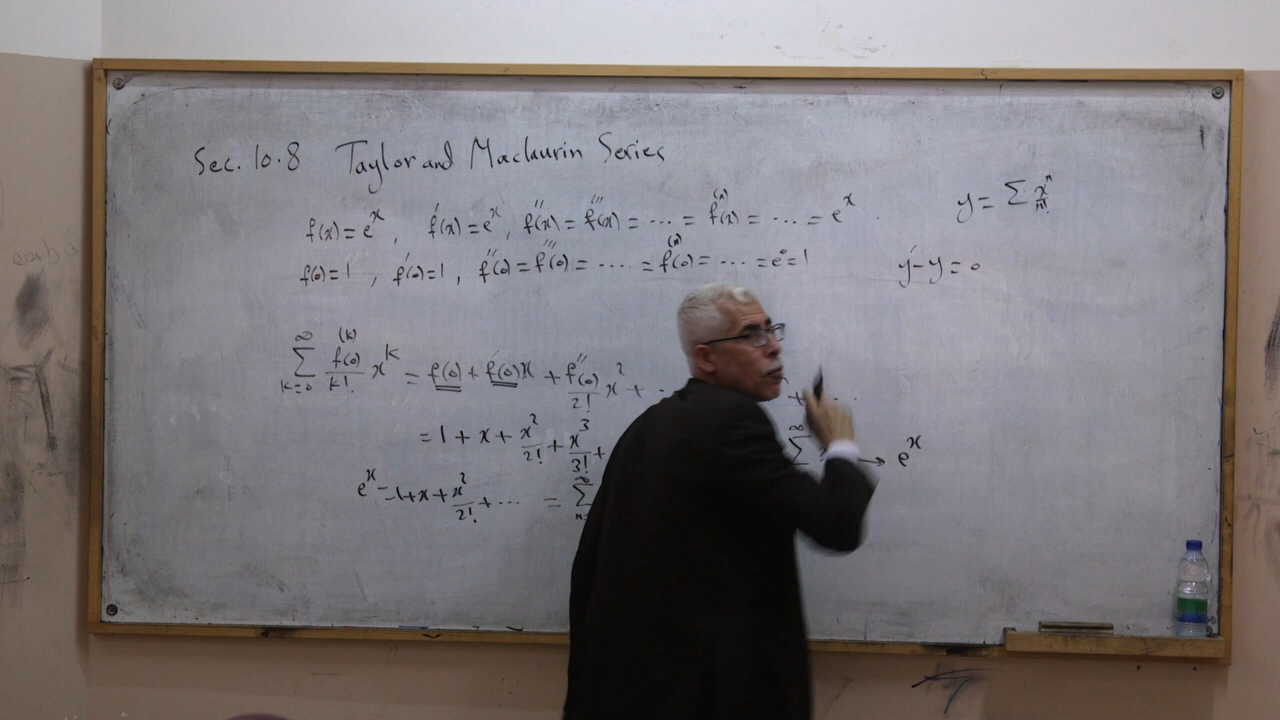 Sec. 10.8 Taylor and Maclaurin Series
f(x) = e^x, f'(x) = e^x, f''(x) = f'''(x) = ... = f^(n)(x) = ... = e^x.
y = Σ x^n/n!
f(0) = 1, f'(0) = 1, f''(0) = f'''(0) = ... = f^(n)(0) = ... = e^0 = 1
y' - y = 0
∞ Σ k=0 f^(k)(0)/k! x^k = f(0) + f'(0)x + f''(0)/2! x^2 + ... + ...
= 1 + x + x^2/2! + x^3/3! + ∞ Σ → e^x
e^x = 1 + x + x^2/2! + ... = ∞ Σ